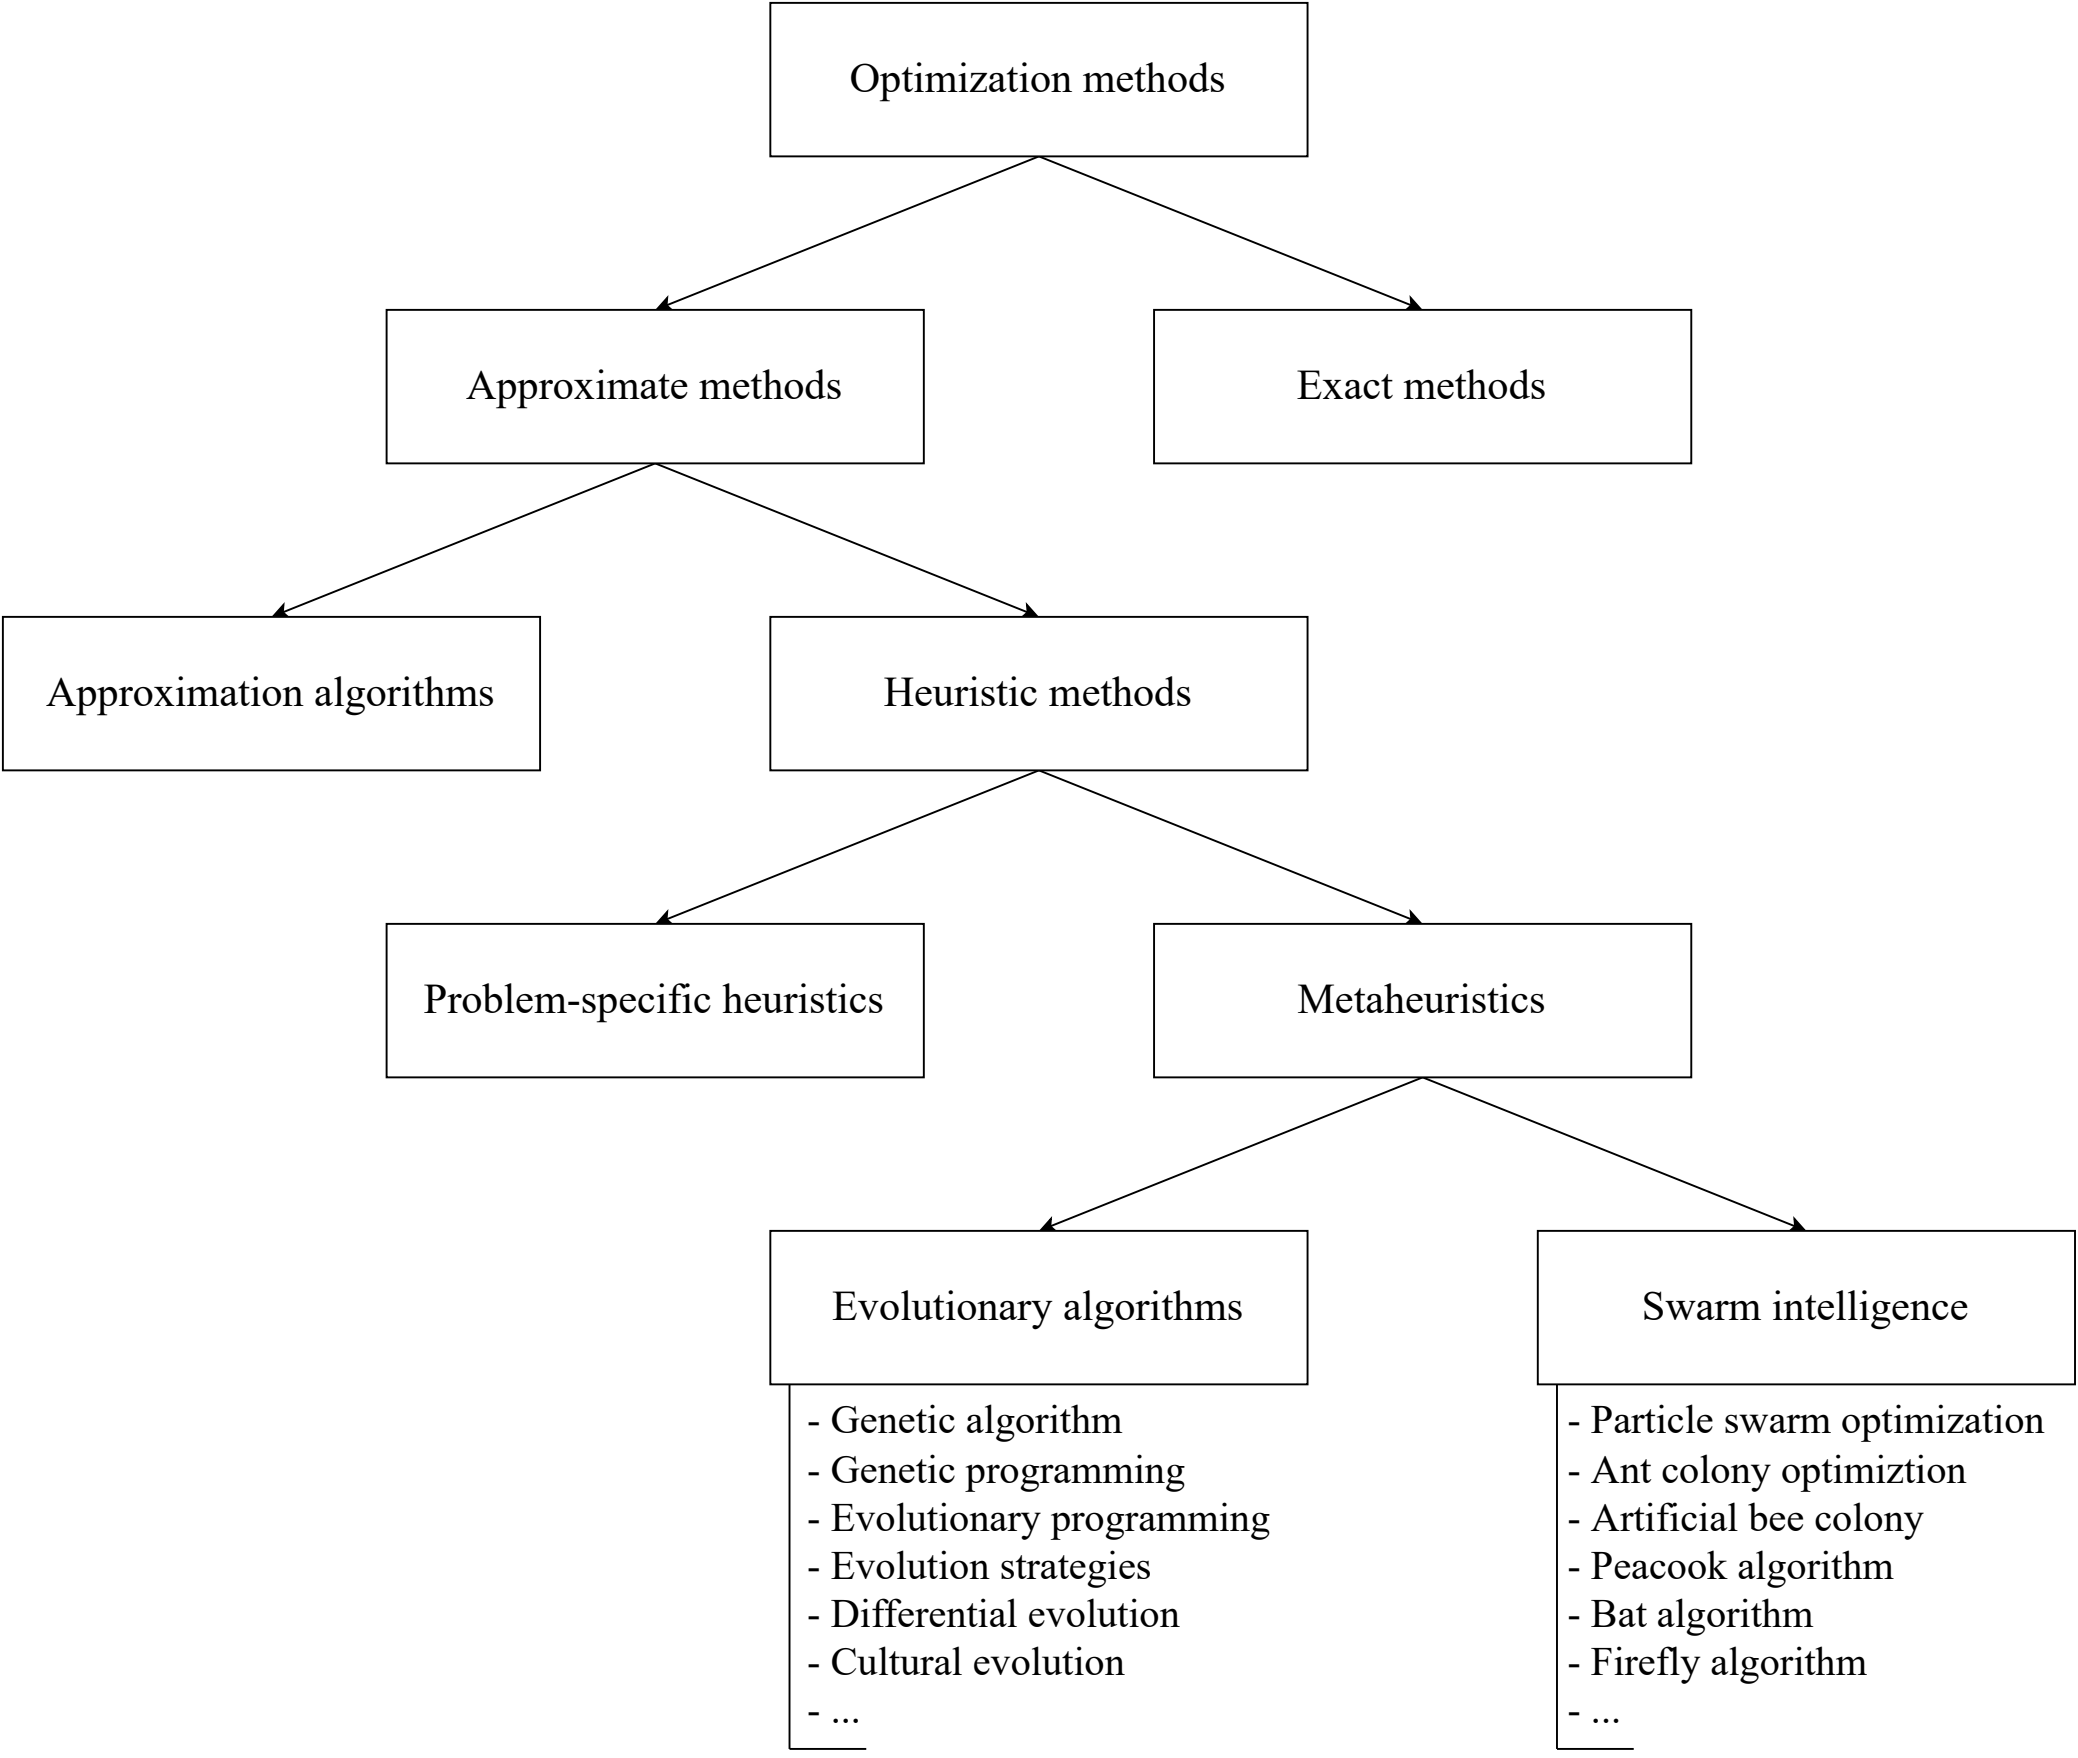 Optimization methods
Approximate methods
Exact methods
Approximation algorithms
Heuristic methods
Problem-specific heuristics
Metaheuristics
Evolutionary algorithms
Swarm intelligence
- Genetic algorithm
- Genetic programming
- Evolutionary programming
- Evolution strategies
- Differential evolution
- Cultural evolution
- ...
- Particle swarm optimization
- Ant colony optimiztion
- Artificial bee colony
- Peacook algorithm
- Bat algorithm
- Firefly algorithm
- ...